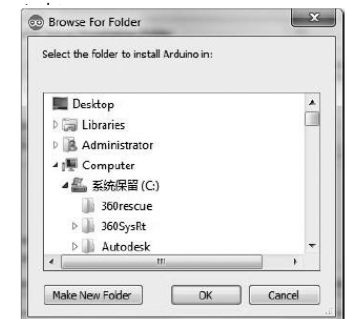 Browse For Folder
Select the folder to install Arduino in:
Desktop
Libraries
Administrator
Computer
系统保留 (C:)
360rescue
360SysRt
Autodesk
Make New Folder
OK
Cancel